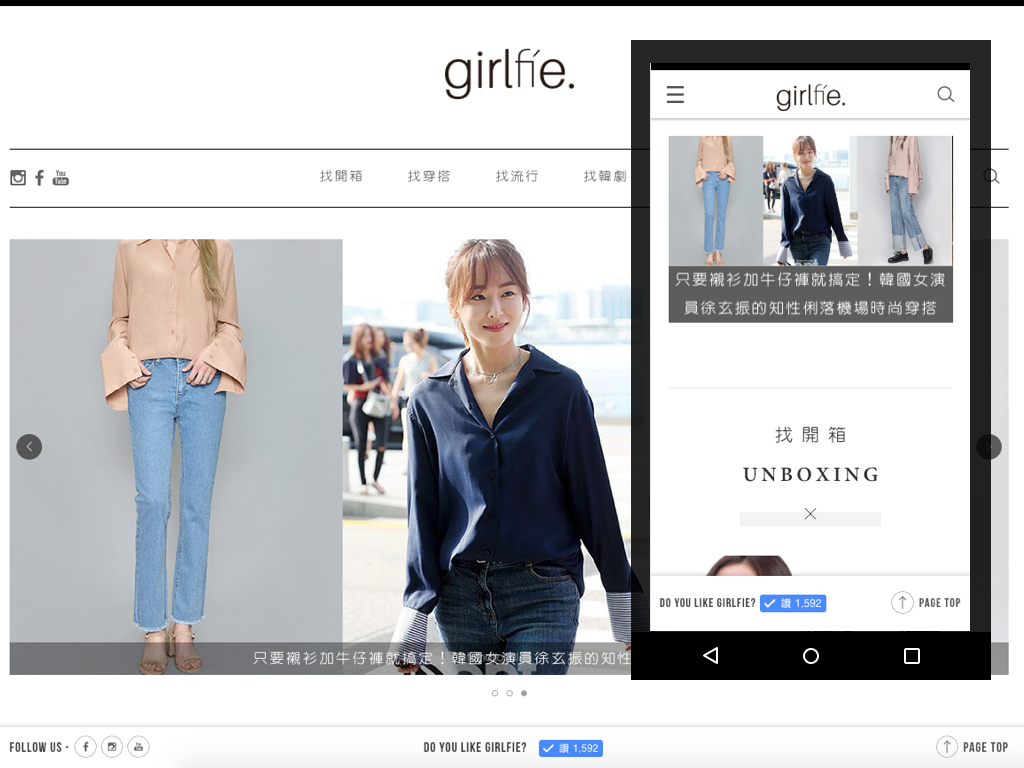 girlfíe.
You
Tube
找開箱 找穿搭 找流行 找韓劇
只要襯衫加牛仔褲就搞定！韓國女演員徐玄振的知性
FOLLOW US -
DO YOU LIKE GIRLFIE? 讚 1,592
PAGE TOP
girlfíe.
只要襯衫加牛仔褲就搞定！韓國女演
員徐玄振的知性俐落機場時尚穿搭
找開箱
UNBOXING
DO YOU LIKE GIRLFIE? 讚 1,592
PAGE TOP